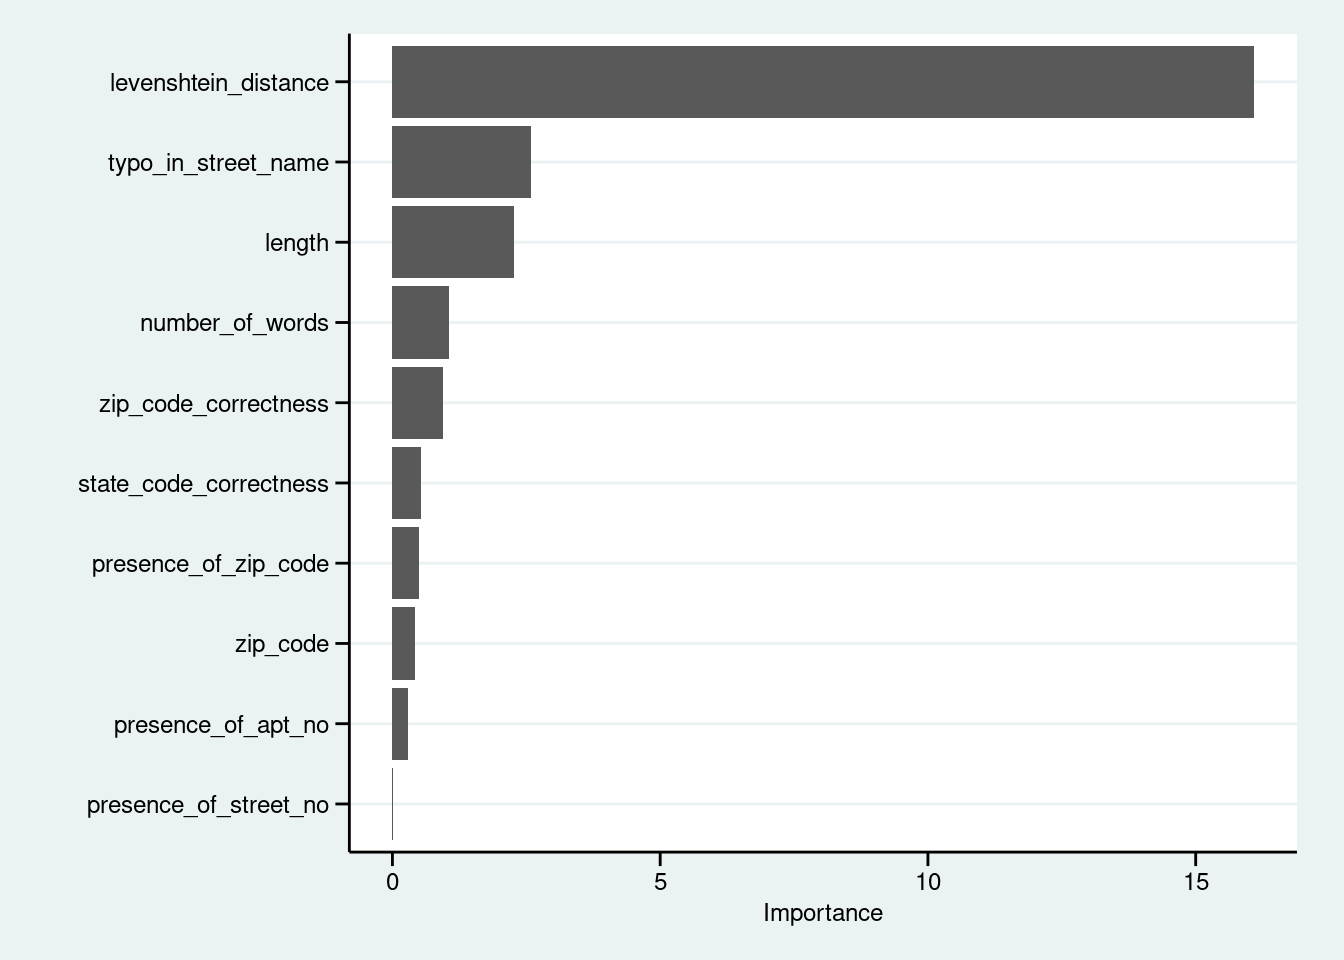 levenshtein_distance
typo_in_street_name
length
number_of_words
zip_code_correctness
state_code_correctness
presence_of_zip_code
zip_code
presence_of_apt_no
presence_of_street_no
0 5 10 15
Importance